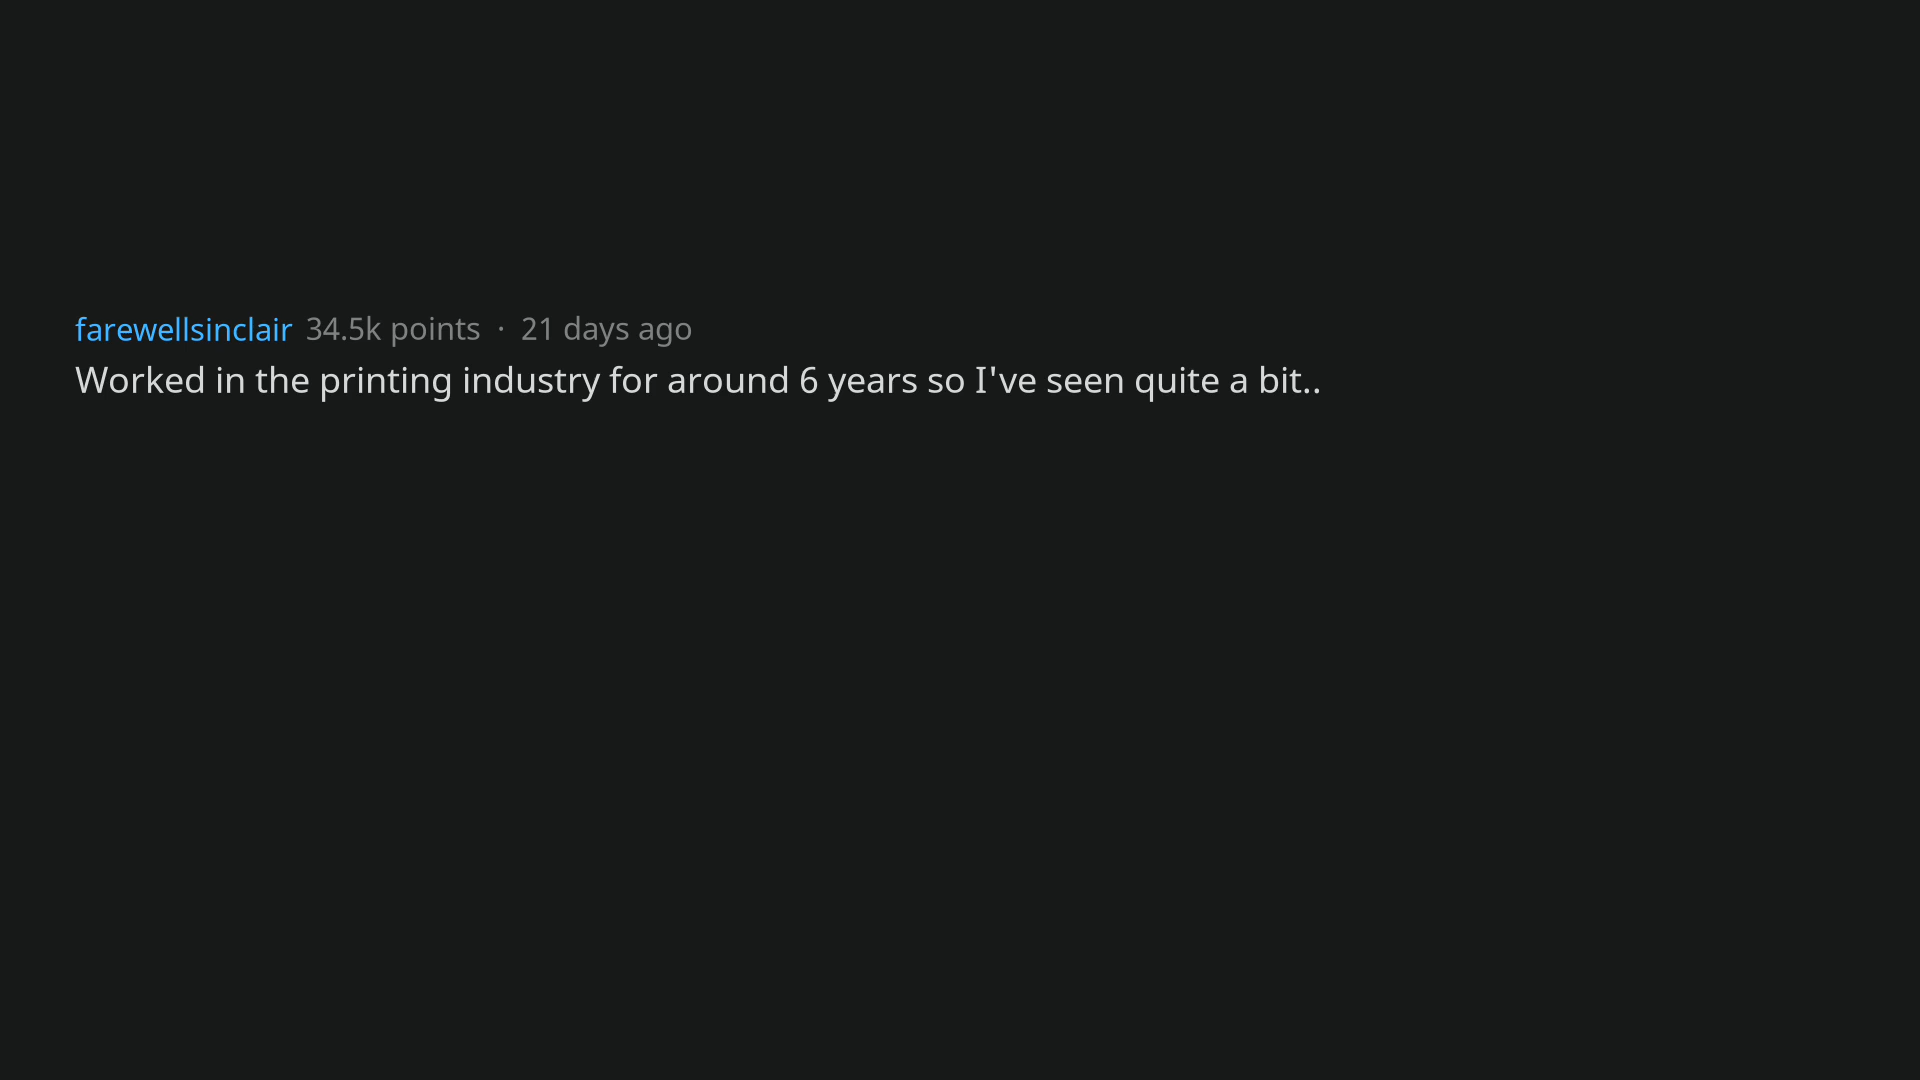 farewellsinclair 34.5k points · 21 days ago
Worked in the printing industry for around 6 years so I've seen quite a bit..